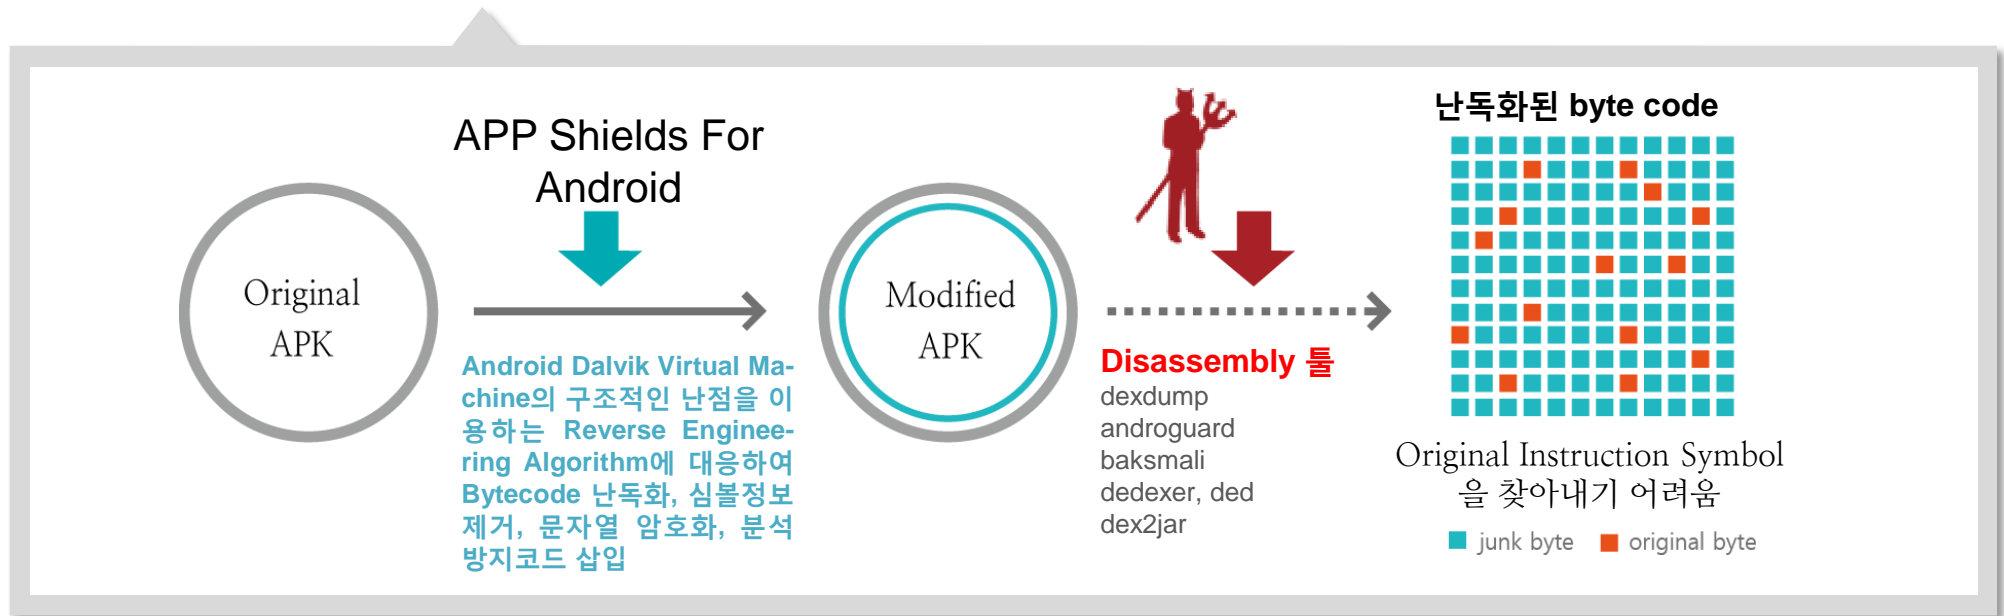 APP Shields For
Android
난독화된 byte code
Original
APK
Modified
APK
Android Dalvik Virtual Ma-
chine의 구조적인 난점을 이
용하는 Reverse Enginee-
ring Algorithm에 대응하여
Bytecode 난독화, 심볼정보
제거, 문자열 암호화, 분석
방지코드 삽입
Disassembly 툴
dexdump
androguard
baksmali
dedexer, ded
dex2jar
Original Instruction Symbol
을 찾아내기 어려움
junk byte original byte